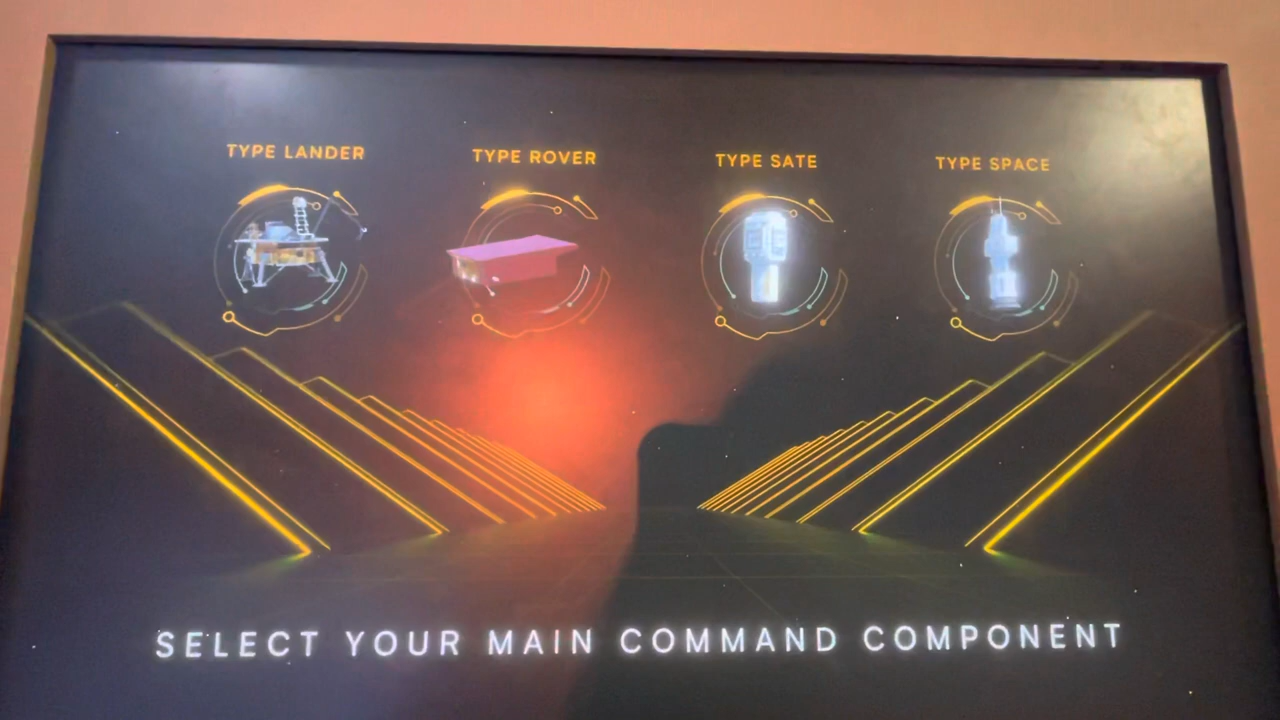 TYPE LANDER
TYPE ROVER
TYPE SATE
TYPE SPACE
SELECT YOUR MAIN COMMAND COMPONENT